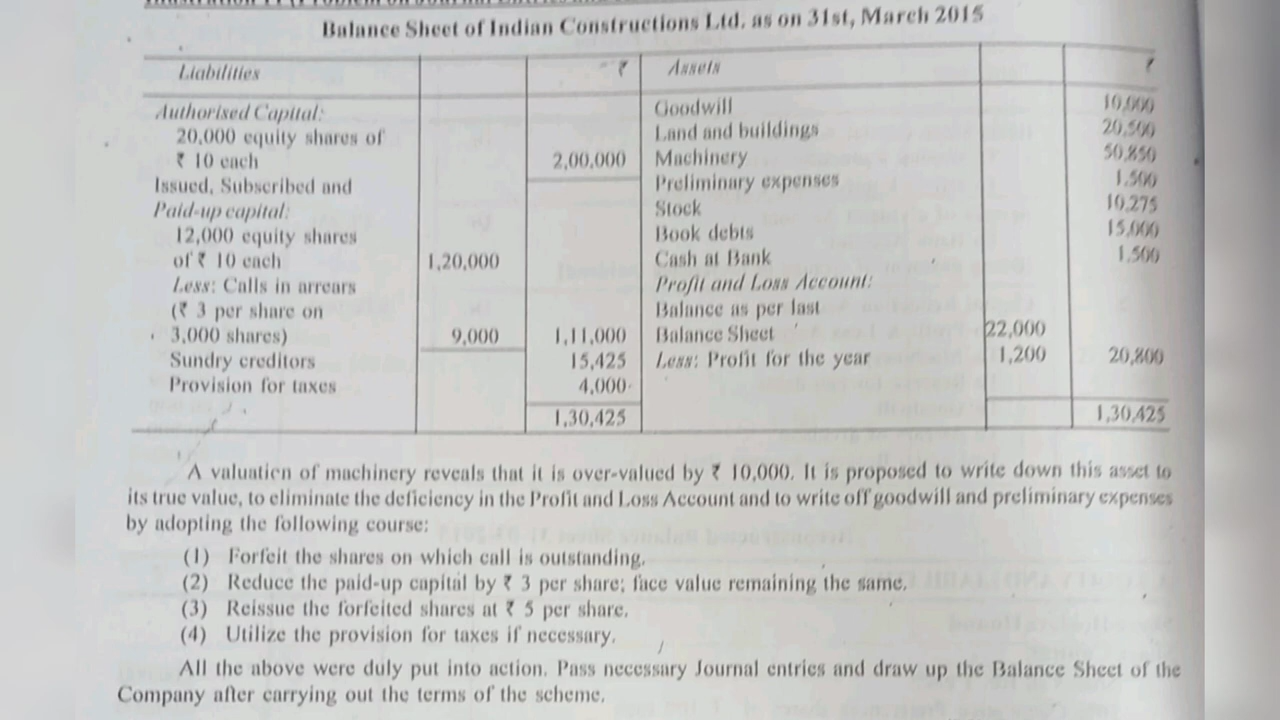 Balance Sheet of Indian Constructions Ltd. as on 31st, March 2015
Liabilities ₹ Assets ₹
Authorised Capital: Goodwill 10,000
20,000 equity shares of Land and buildings 20,500
₹ 10 each 2,00,000 Machinery 50,850
Issued, Subscribed and Preliminary expenses 1,500
Paid-up capital: Stock 10,275
12,000 equity shares Book debts 15,000
of ₹ 10 each 1,20,000 Cash at Bank 1,500
Less: Calls in arrears Profit and Loss Account:
(₹ 3 per share on Balance as per last
3,000 shares) 9,000 1,11,000 Balance Sheet 22,000
Sundry creditors 15,425 Less: Profit for the year 1,200 20,800
Provision for taxes 4,000
1,30,425 1,30,425
A valuation of machinery reveals that it is over-valued by ₹ 10,000. It is proposed to write down this asset to
its true value, to eliminate the deficiency in the Profit and Loss Account and to write off goodwill and preliminary expenses
by adopting the following course:
(1) Forfeit the shares on which call is outstanding.
(2) Reduce the paid-up capital by ₹ 3 per share; face value remaining the same.
(3) Reissue the forfeited shares at ₹ 5 per share.
(4) Utilize the provision for taxes if necessary.
All the above were duly put into action. Pass necessary Journal entries and draw up the Balance Sheet of the
Company after carrying out the terms of the scheme.